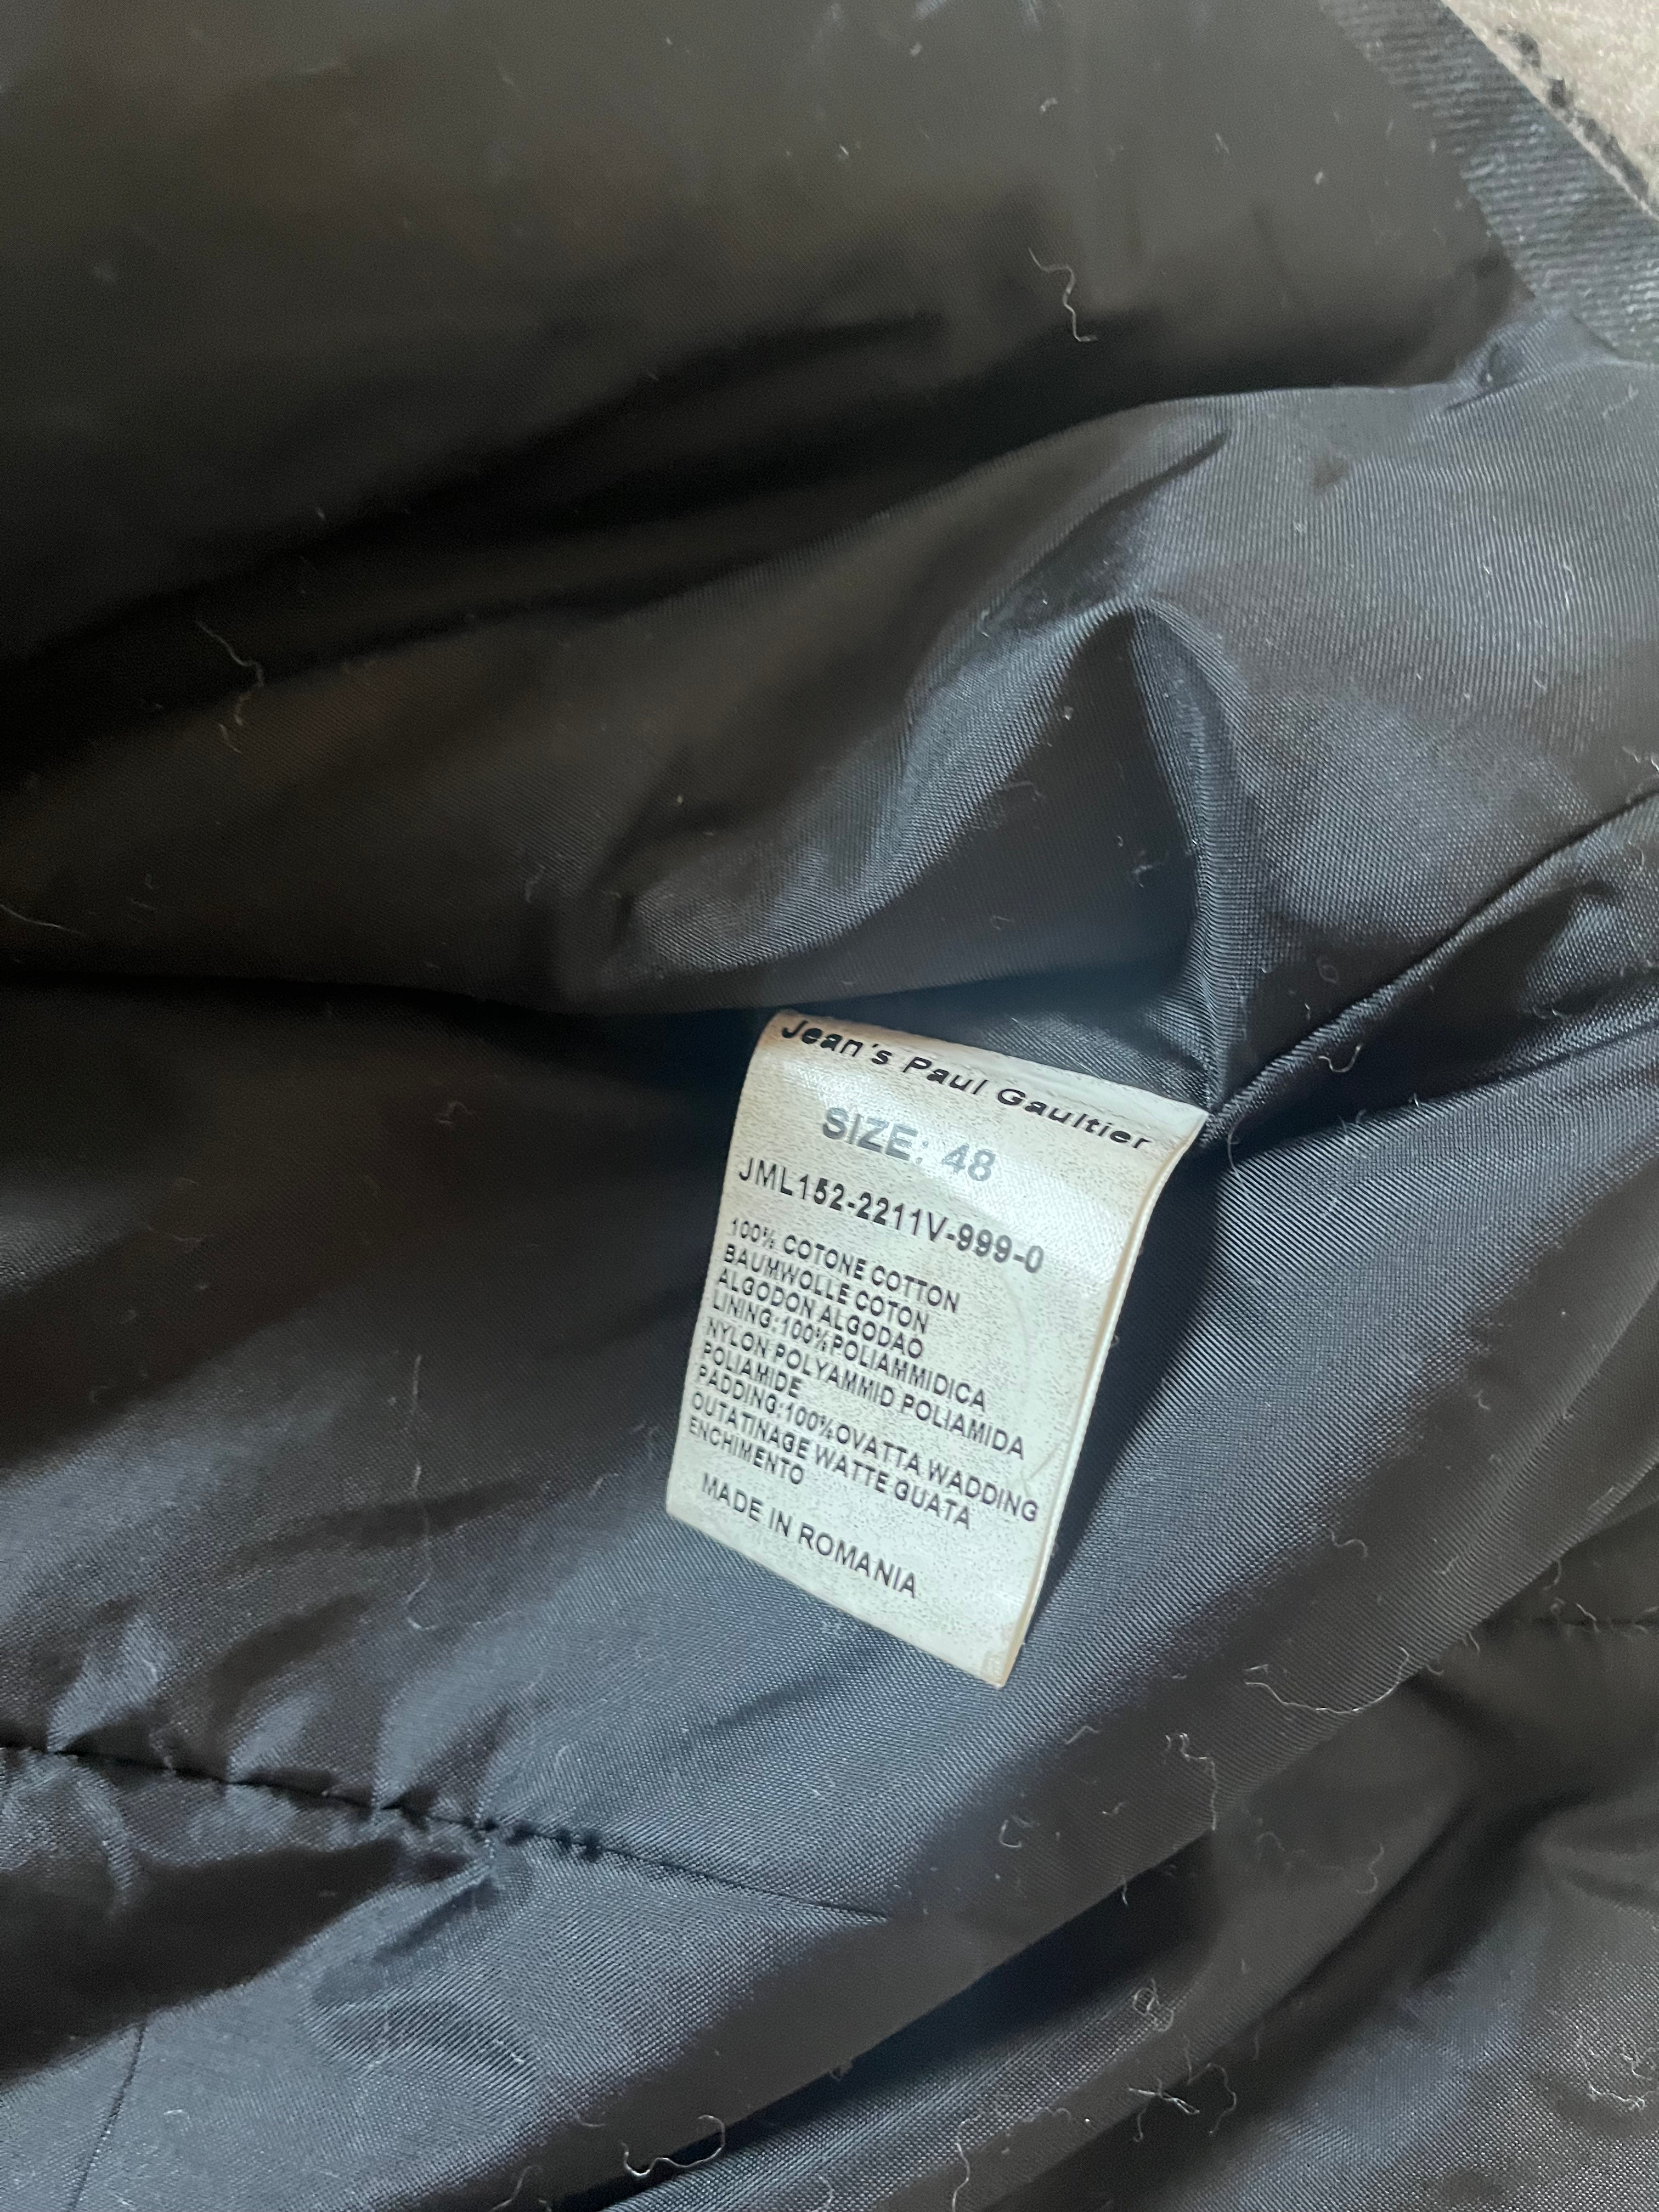 Jean's Paul Gaultier
SIZE: 48
JML152-2211V-999-0
100% COTONE COTTON
BAUMWOLLE COTON
ALGODON ALGODAO
LINING:100%POLIAMMIDICA
NYLON POLYAMMID POLIAMIDA
POLIAMIDE
PADDING:100%OVATTA WADDING
OUTATINAGE WATTE GUATA
ENCHIMENTO
MADE IN ROMANIA